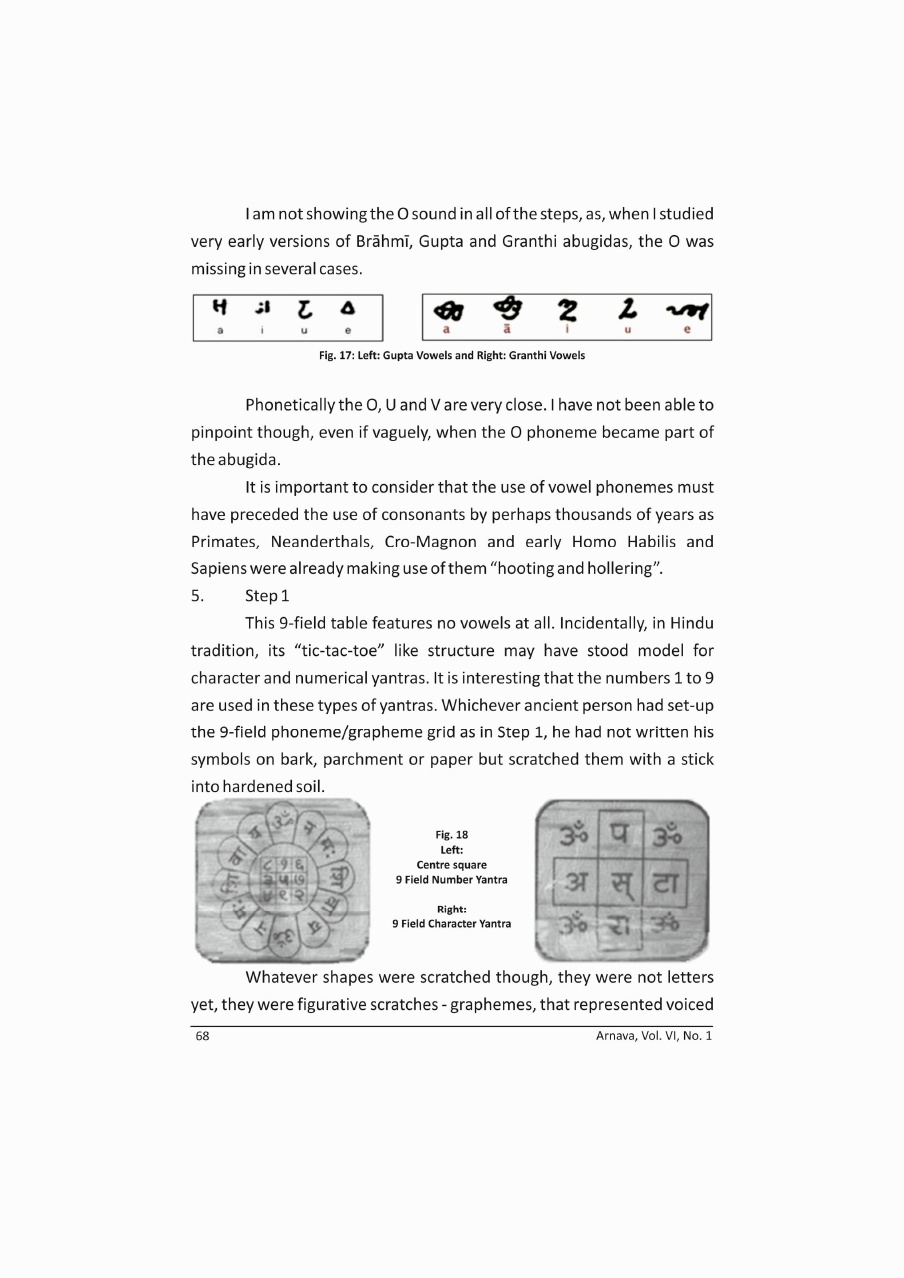 I am not showing the O sound in all of the steps, as, when I studied
very early versions of Brāhmī, Gupta and Granthi abugidas, the O was
missing in several cases.
a i u e
a ā i u e
Fig. 17: Left: Gupta Vowels and Right: Granthi Vowels
Phonetically the O, U and V are very close. I have not been able to
pinpoint though, even if vaguely, when the O phoneme became part of
the abugida.
It is important to consider that the use of vowel phonemes must
have preceded the use of consonants by perhaps thousands of years as
Primates, Neanderthals, Cro-Magnon and early Homo Habilis and
Sapiens were already making use of them “hooting and hollering”.
5. Step 1
This 9-field table features no vowels at all. Incidentally, in Hindu
tradition, its “tic-tac-toe” like structure may have stood model for
character and numerical yantras. It is interesting that the numbers 1 to 9
are used in these types of yantras. Whichever ancient person had set-up
the 9-field phoneme/grapheme grid as in Step 1, he had not written his
symbols on bark, parchment or paper but scratched them with a stick
into hardened soil.
ॐ न मः शि वा य ॐ न मः शि वा य
८ १ ६
३ ५ ७
४ ९ २
Fig. 18
Left:
Centre square
9 Field Number Yantra
Right:
9 Field Character Yantra
ॐ प ॐ
अ स् टा
ॐ रा ॐ
Whatever shapes were scratched though, they were not letters
yet, they were figurative scratches - graphemes, that represented voiced
68 Arnava, Vol. VI, No. 1